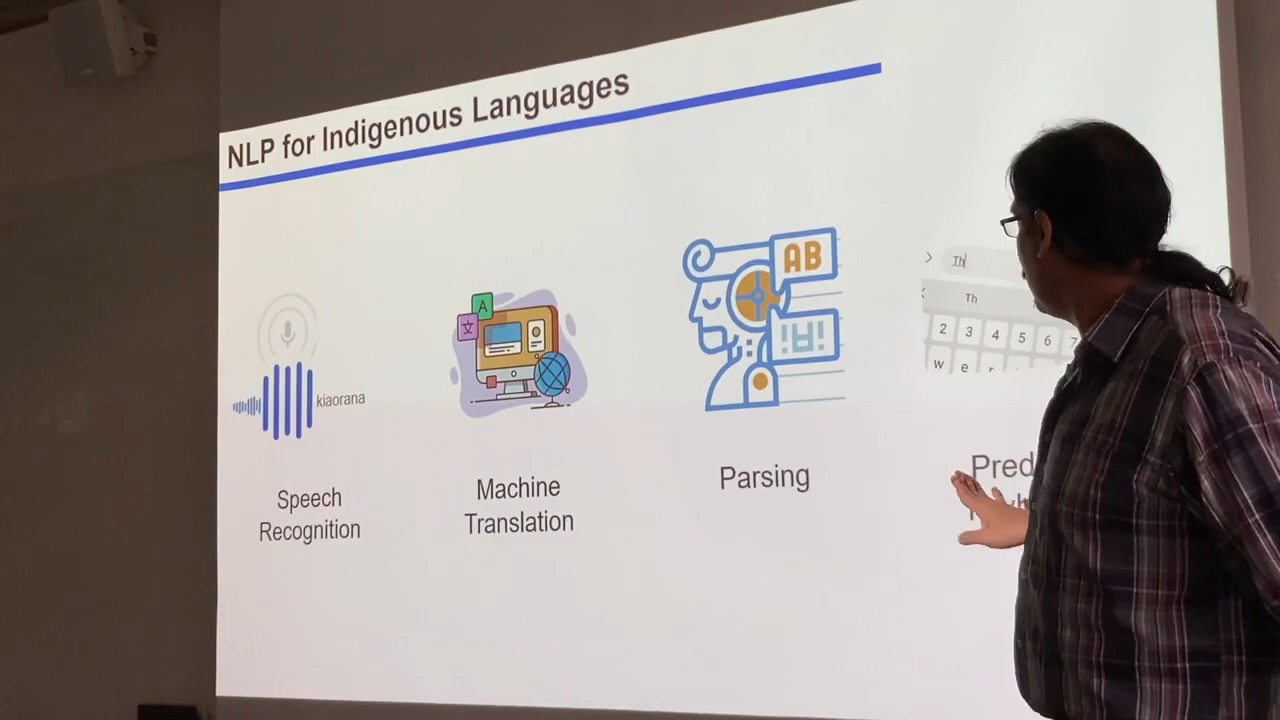 NLP for Indigenous Languages
kiaorana
Speech
Recognition
A
文
Machine
Translation
AB
Parsing
Th
Th
2 3 4 5 6 7
w e r
Pred